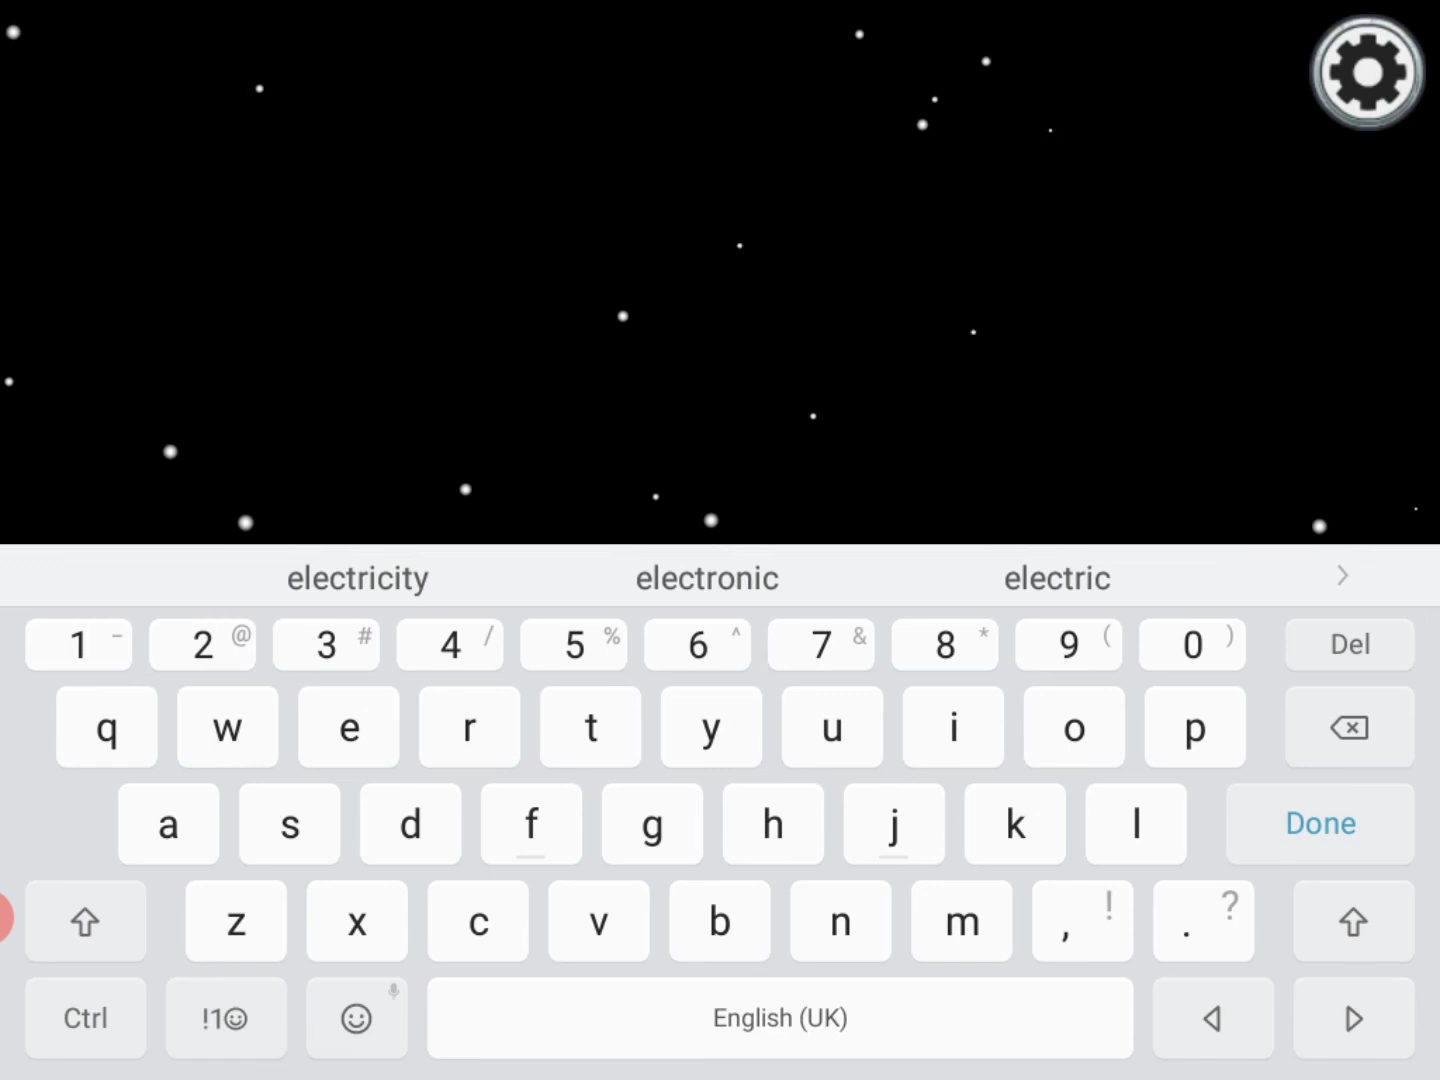 electricity electronic electric
1 - 2 @ 3 # 4 / 5 % 6 ^ 7 & 8 * 9 ( 0 ) Del
q w e r t y u i o p
a s d f g h j k l Done
z x c v b n m , ! . ?
Ctrl !1☺ ☺ English (UK)